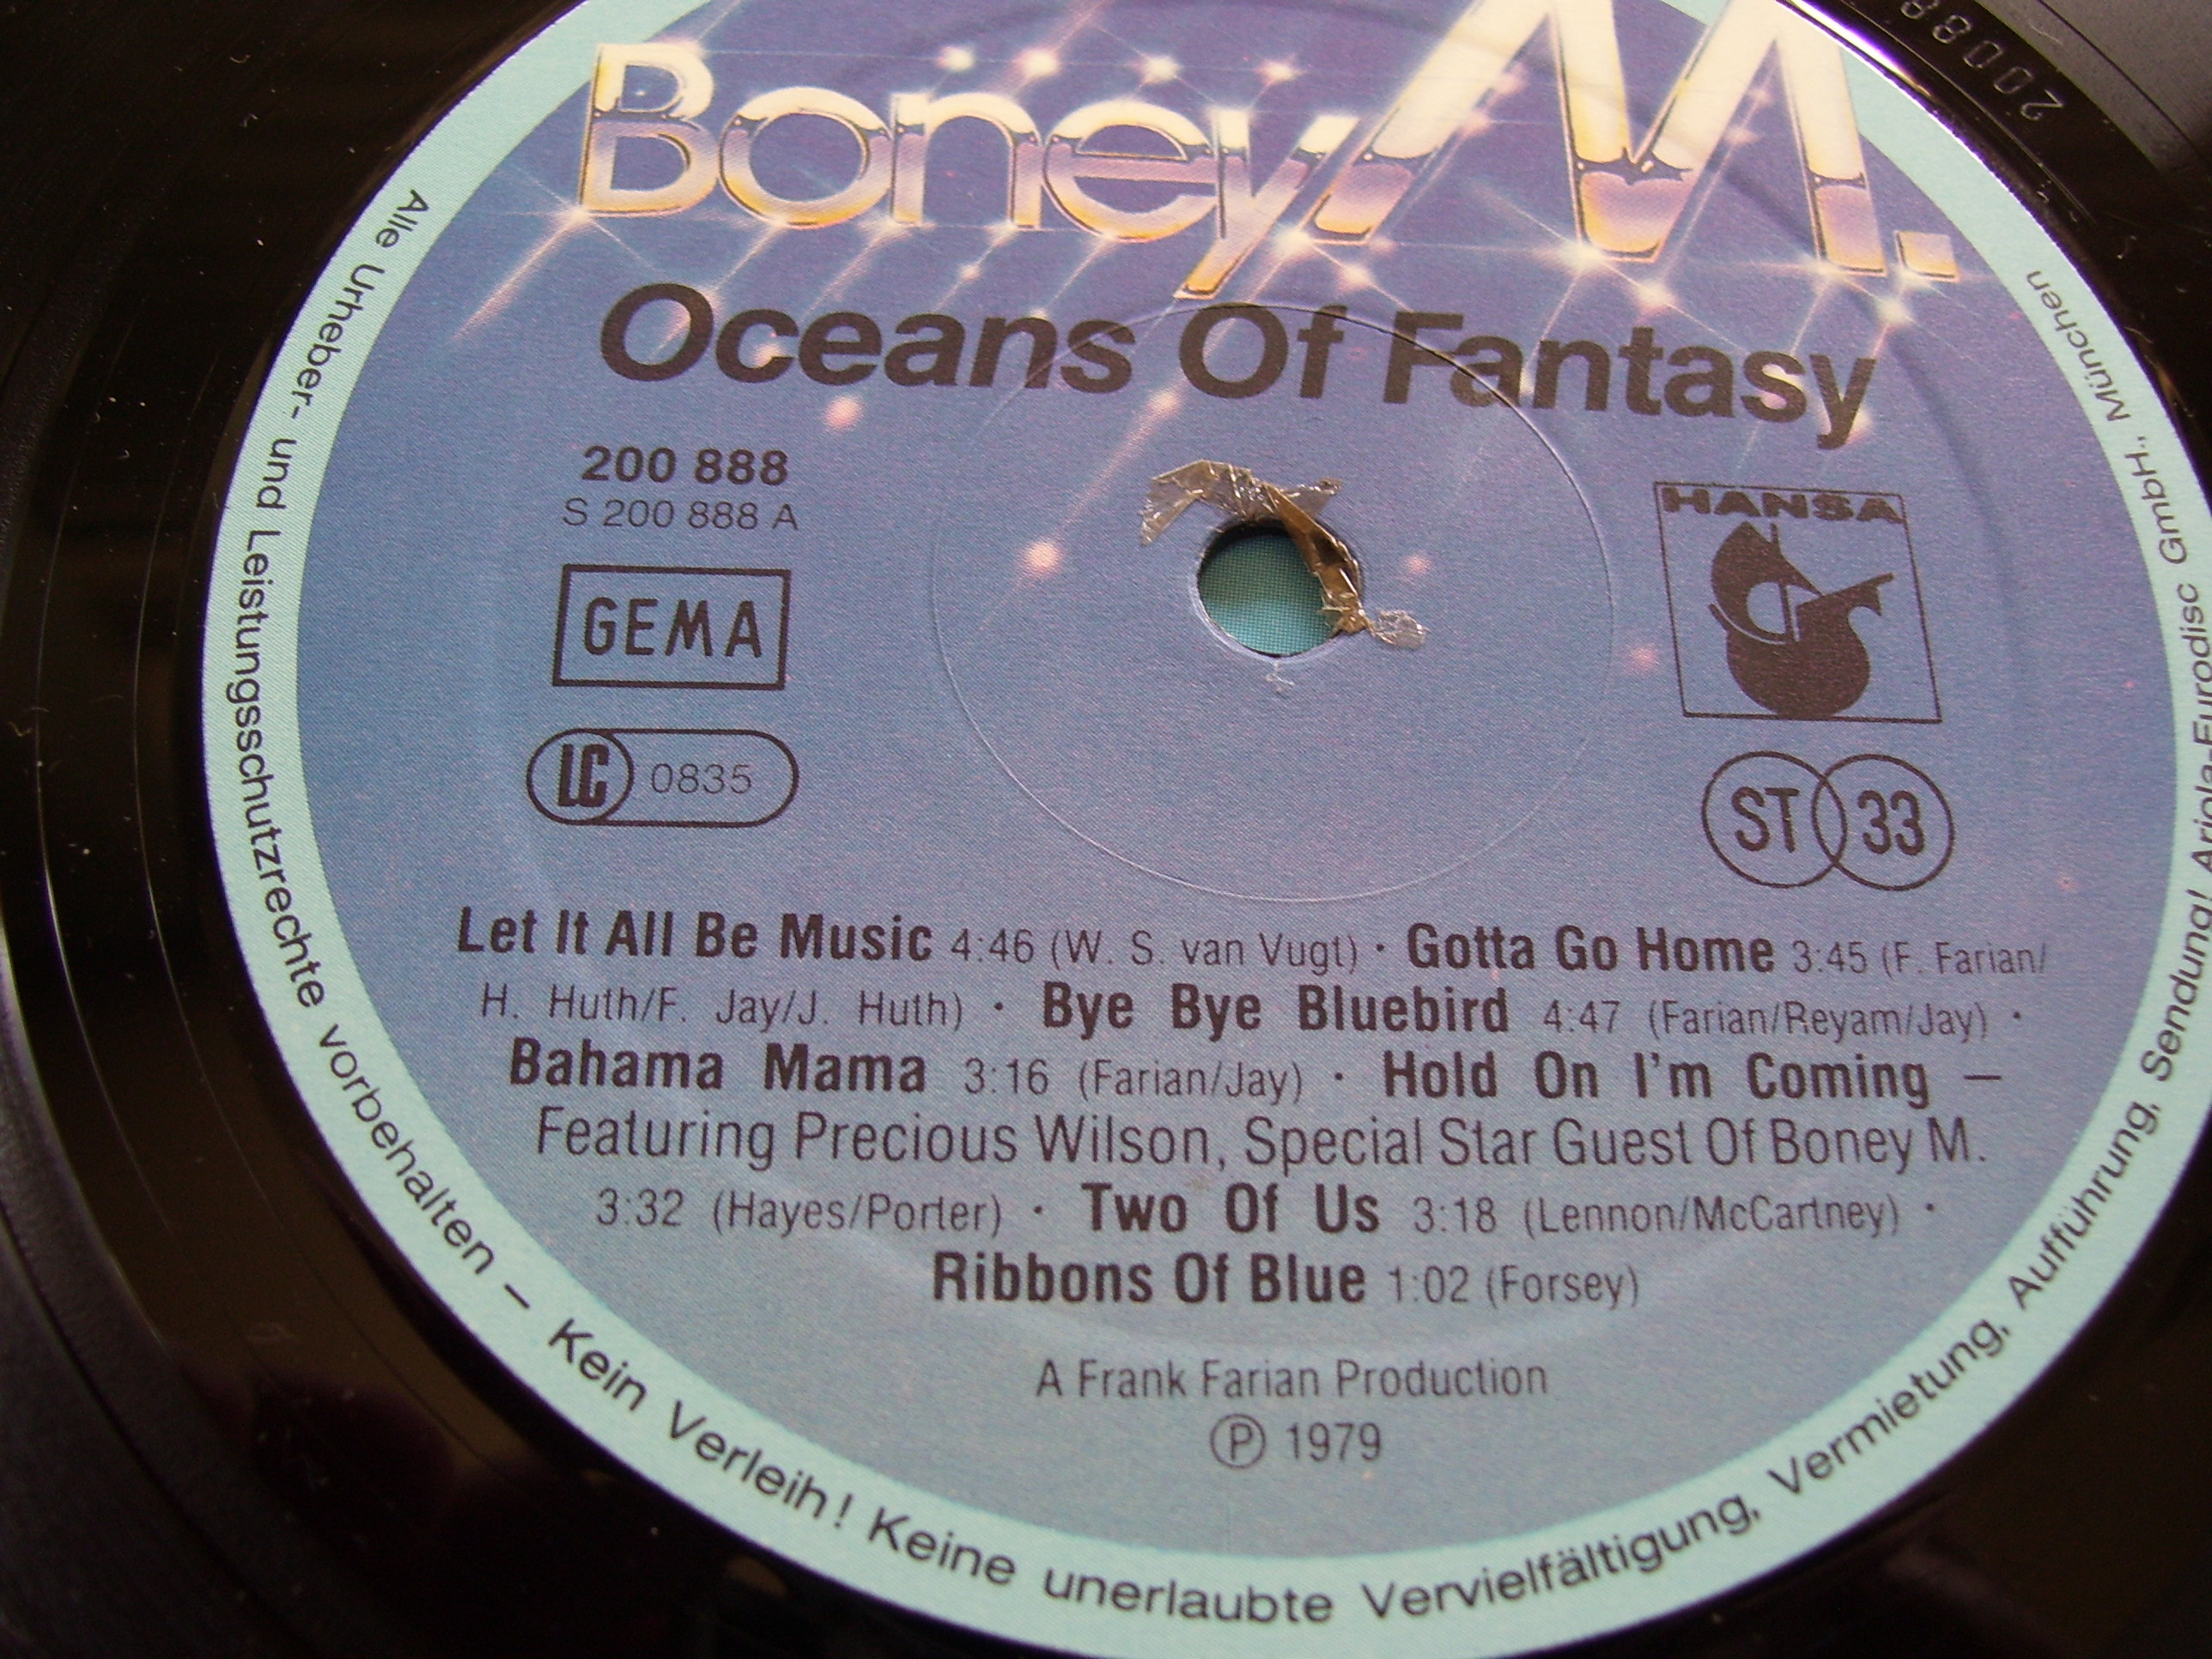 Boney M.
Oceans Of Fantasy
200 888
S 200 888 A
GEMA
LC 0835
HANSA
ST 33
Let It All Be Music 4:46 (W. S. van Vugt) · Gotta Go Home 3:45 (F. Farian/
H. Huth/F. Jay/J. Huth) · Bye Bye Bluebird 4:47 (Farian/Reyam/Jay) ·
Bahama Mama 3:16 (Farian/Jay) · Hold On I'm Coming –
Featuring Precious Wilson, Special Star Guest Of Boney M.
3:32 (Hayes/Porter) · Two Of Us 3:18 (Lennon/McCartney) ·
Ribbons Of Blue 1:02 (Forsey)
A Frank Farian Production
℗ 1979
Alle Urheber- und Leistungsschutzrechte vorbehalten – Kein Verleih! Keine unerlaubte Vervielfältigung, Vermietung, Aufführung, Sendung! Ariola-Eurodisc GmbH., München